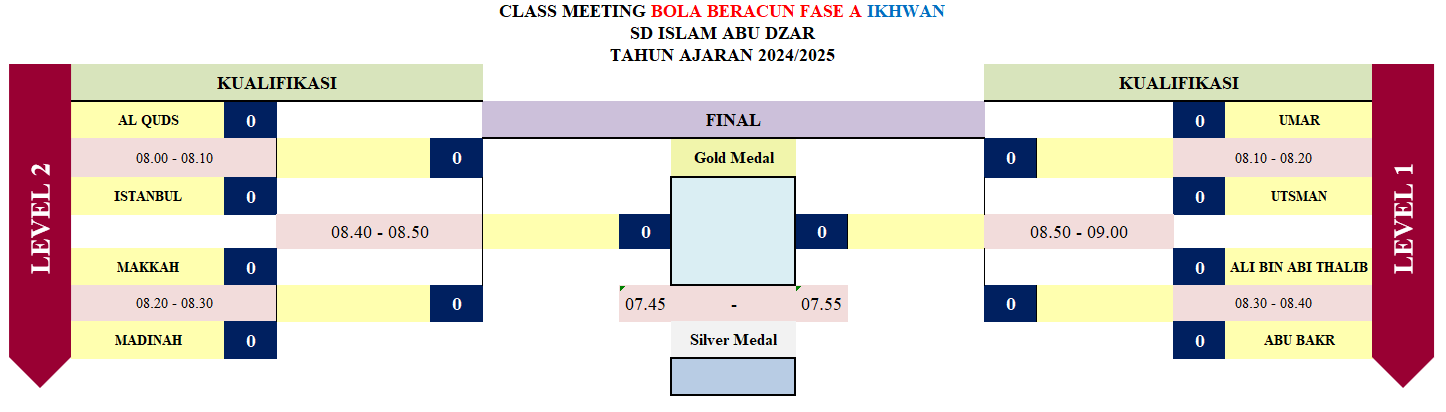 CLASS MEETING BOLA BERACUN FASE A IKHWAN
SD ISLAM ABU DZAR
TAHUN AJARAN 2024/2025
KUALIFIKASI KUALIFIKASI
AL QUDS 0 FINAL 0 UMAR
08.00 - 08.10 0 Gold Medal 0 08.10 - 08.20
ISTANBUL 0 0 UTSMAN
LEVEL 2 08.40 - 08.50 0 0 08.50 - 09.00 LEVEL 1
MAKKAH 0 0 ALI BIN ABI THALIB
08.20 - 08.30 0 07.45 - 07.55 0 08.30 - 08.40
MADINAH 0 Silver Medal 0 ABU BAKR